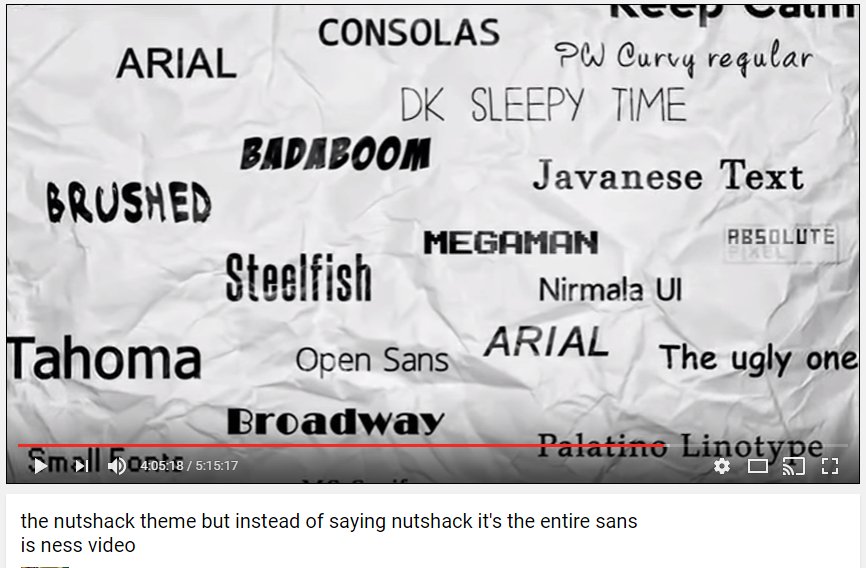 Keep Calm
CONSOLAS
ARIAL
PW Curvy regular
DK SLEEPY TIME
BADABOOM
Javanese Text
BRUSHED
MEGAMAN
ABSOLUTE
PIXEL
Steelfish
Nirmala UI
ARIAL
Tahoma
Open Sans
The ugly one
Broadway
Palatino Linotype
Small Fonts
4:05:18 / 5:15:17
the nutshack theme but instead of saying nutshack it's the entire sans
is ness video